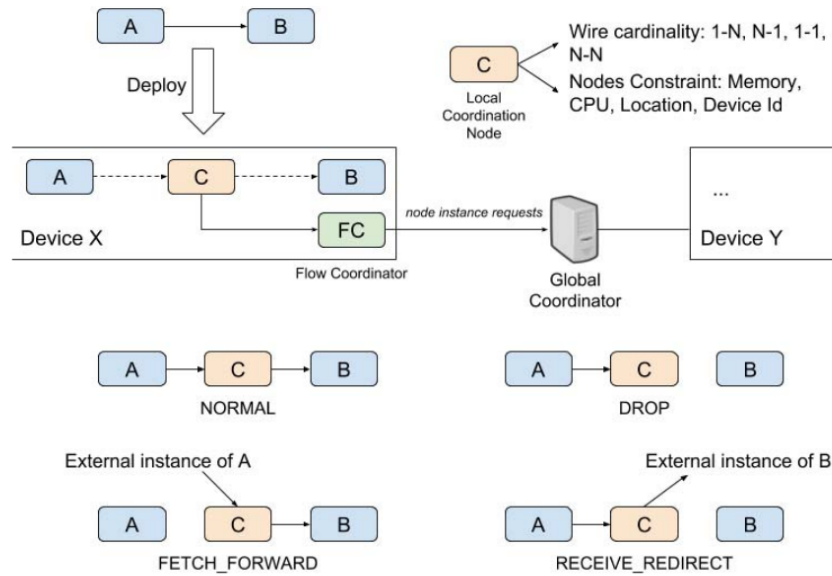 A
B
Deploy
C
Local
Coordination
Node
Wire cardinality: 1-N, N-1, 1-1,
N-N
Nodes Constraint: Memory,
CPU, Location, Device Id
A
C
B
Device X
FC
Flow Coordinator
node instance requests
Global
Coordinator
...
Device Y
A
C
B
NORMAL
A
C
B
DROP
External instance of A
A
C
B
FETCH_FORWARD
External instance of B
A
C
B
RECEIVE_REDIRECT